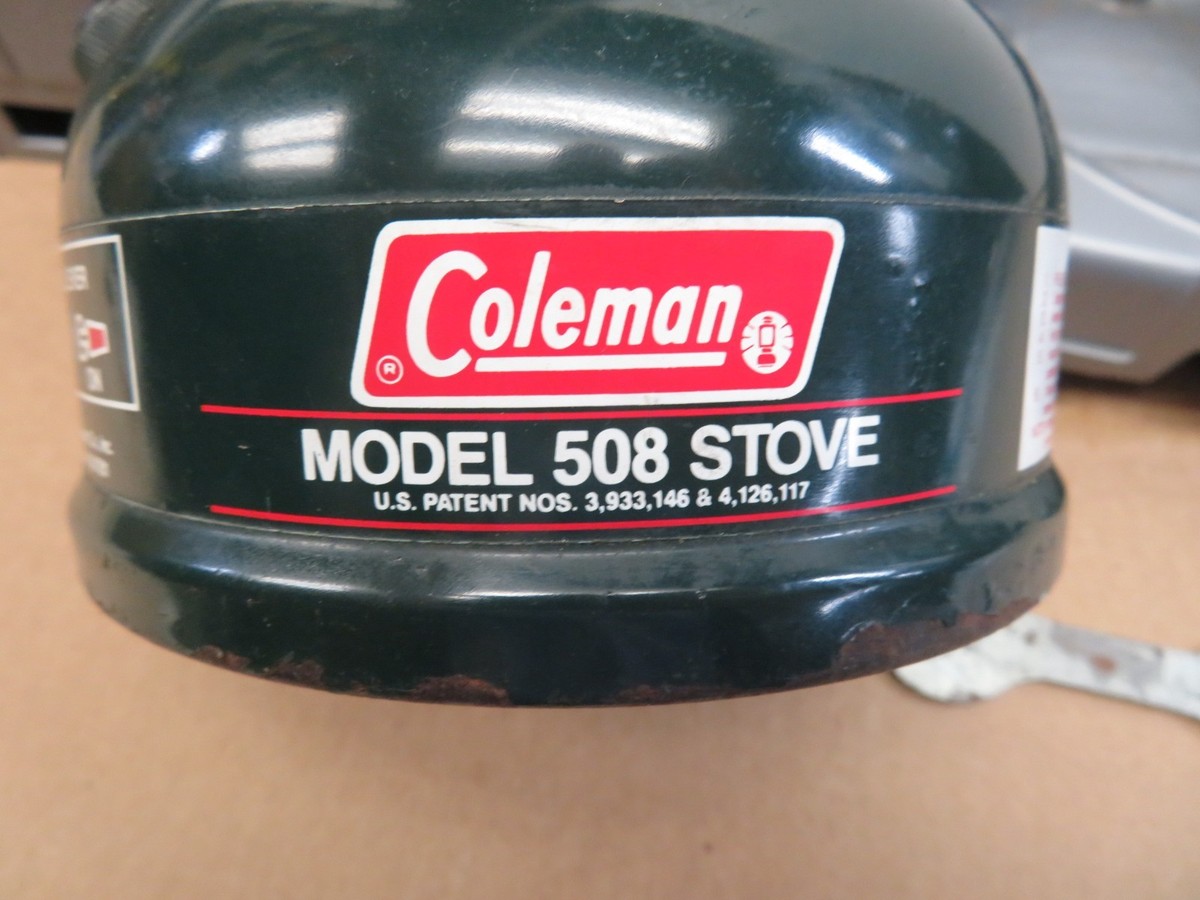 Coleman
®
MODEL 508 STOVE
U.S. PATENT NOS. 3,933,146 & 4,126,117